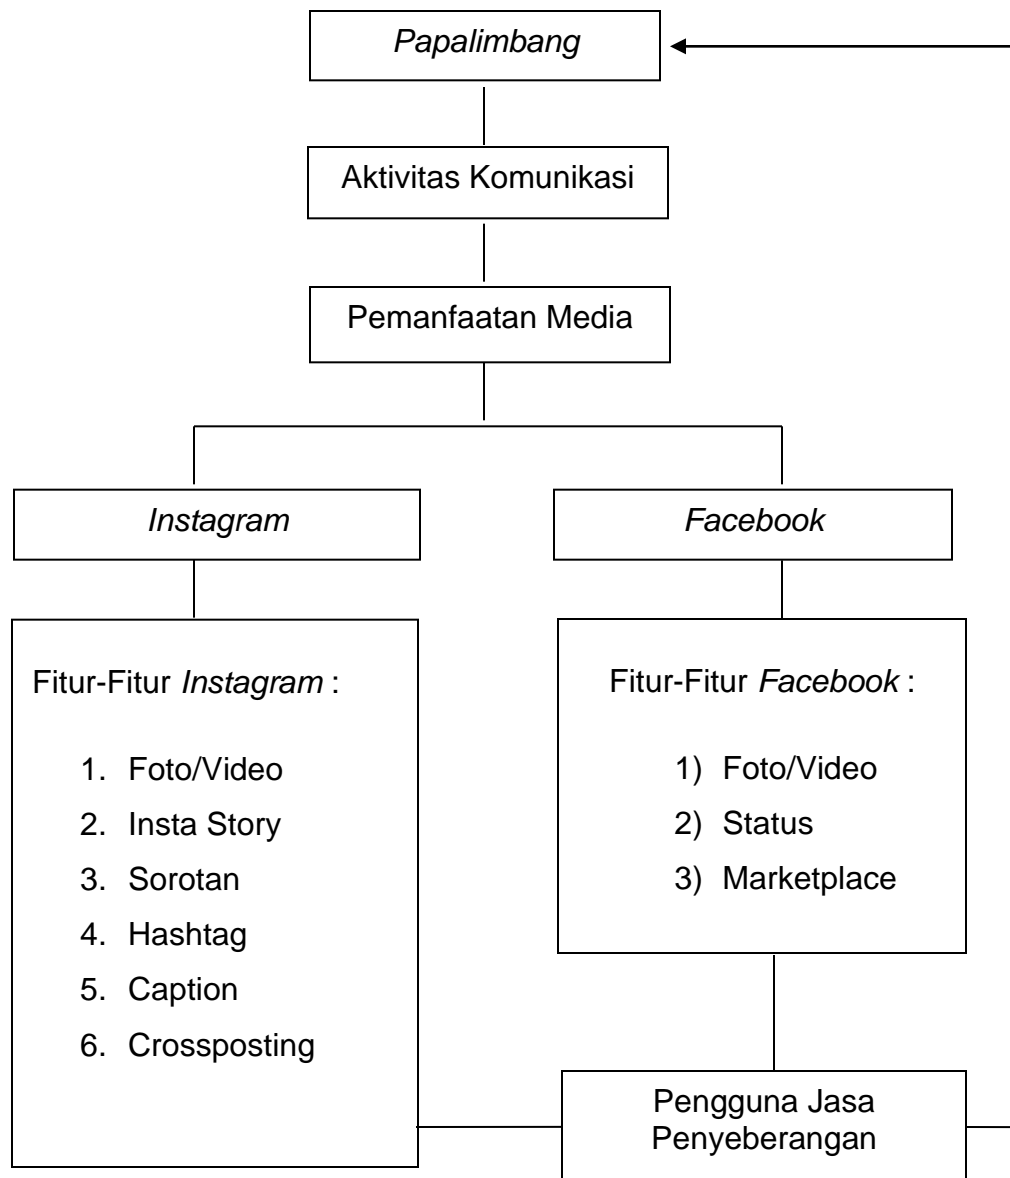 Papalimbang
Aktivitas Komunikasi
Pemanfaatan Media
Instagram
Facebook
Fitur-Fitur Instagram :
1. Foto/Video
2. Insta Story
3. Sorotan
4. Hashtag
5. Caption
6. Crossposting
Fitur-Fitur Facebook :
1) Foto/Video
2) Status
3) Marketplace
Pengguna Jasa
Penyeberangan